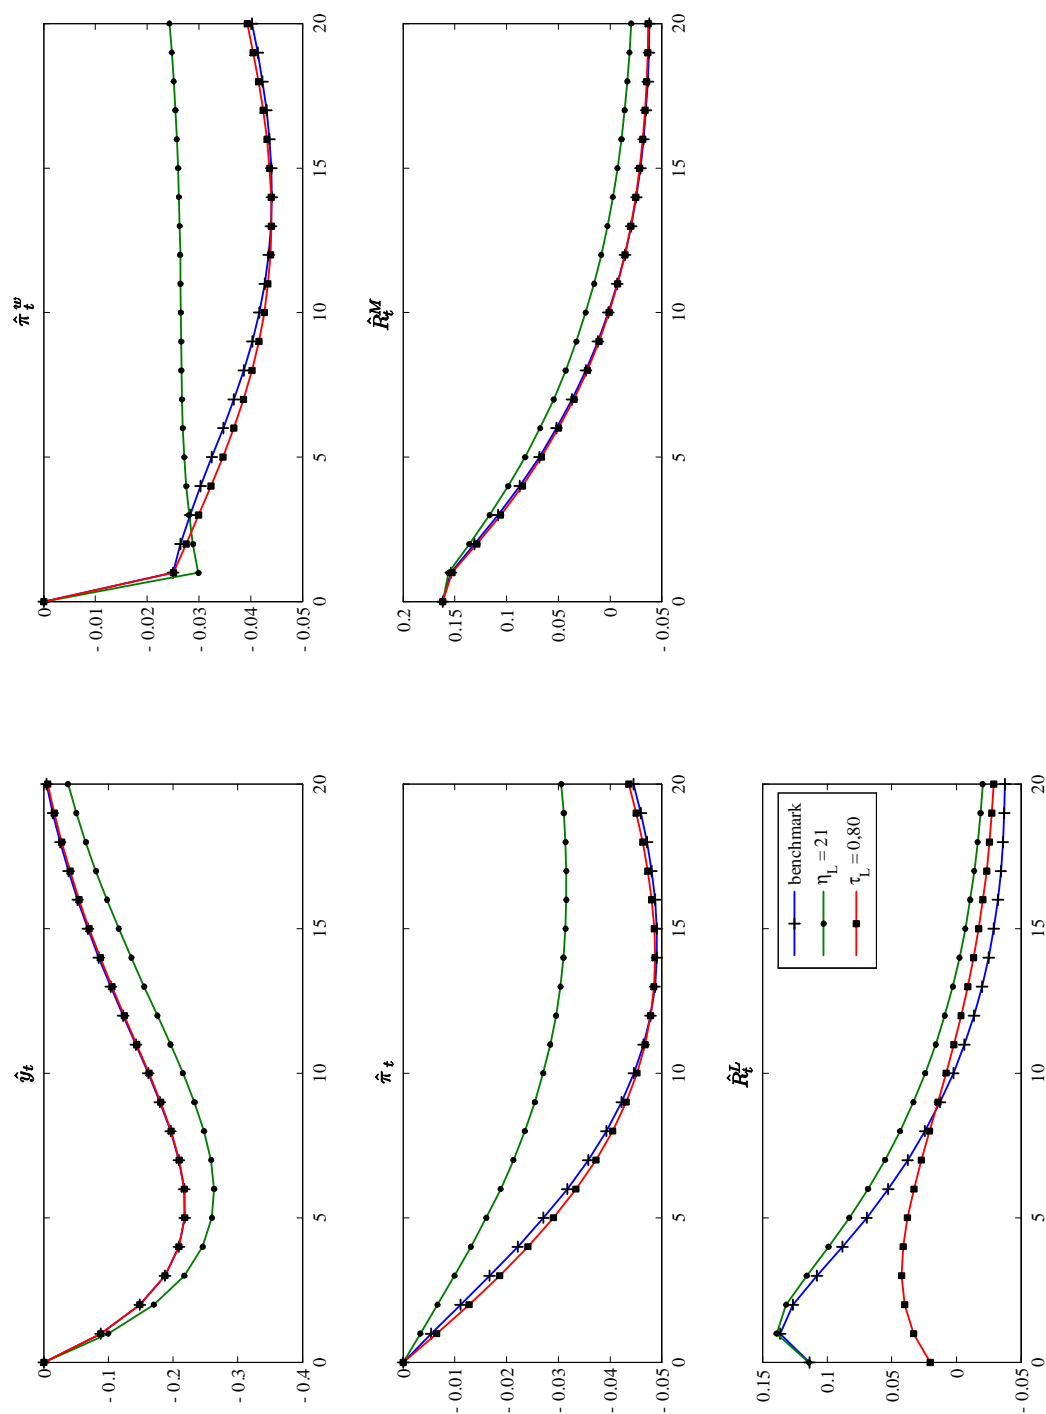 ŷ_t
0
- 0.1
- 0.2
- 0.3
- 0.4
0 5 10 15 20
π̂_t^w
0
- 0.01
- 0.02
- 0.03
- 0.04
- 0.05
0 5 10 15 20
π̂_t
0
- 0.01
- 0.02
- 0.03
- 0.04
- 0.05
0 5 10 15 20
R̂_t^M
0.2
0.15
0.1
0.05
0
- 0.05
0 5 10 15 20
R̂_t^L
0.15
0.1
0.05
0
- 0.05
0 5 10 15 20
benchmark
η_L = 21
τ_L = 0,80